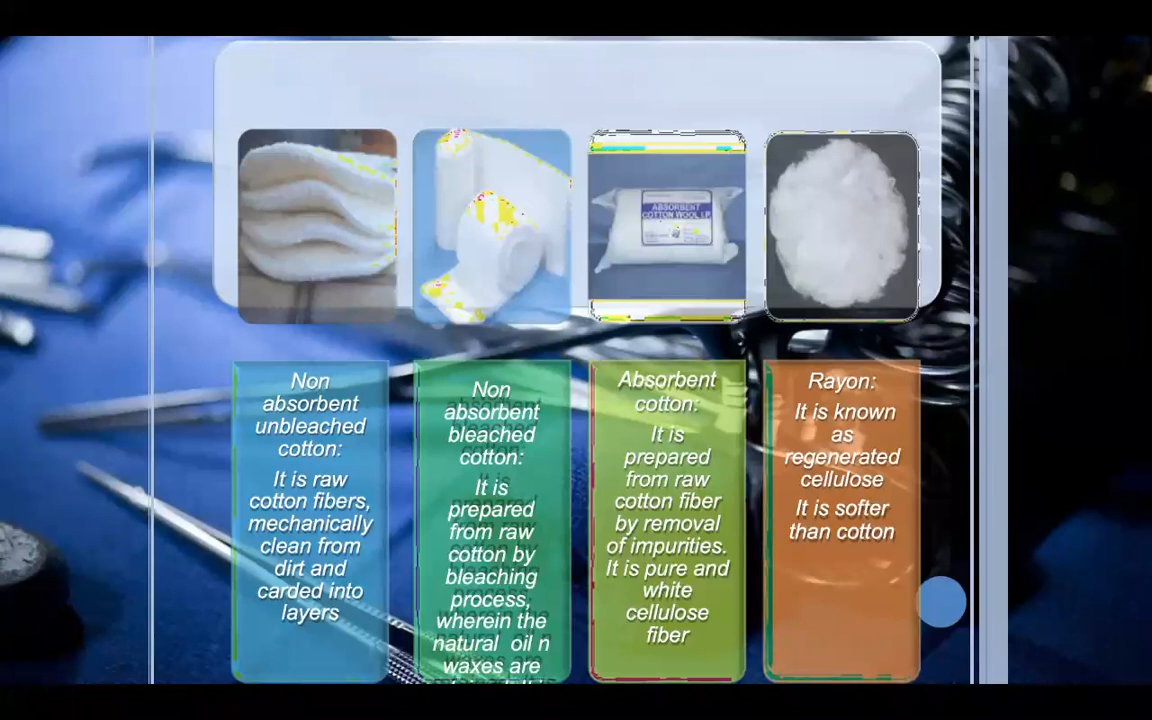 ABSORBENT
COTTON WOOL I.P.
Non
absorbent
unbleached
cotton:
It is raw
cotton fibers,
mechanically
clean from
dirt and
carded into
layers
Non
absorbent
bleached
cotton:
It is
prepared
from raw
cotton by
bleaching
process,
wherein the
natural oil n
waxes are
Absorbent
cotton:
It is
prepared
from raw
cotton fiber
by removal
of impurities.
It is pure and
white
cellulose
fiber
Rayon:
It is known
as
regenerated
cellulose
It is softer
than cotton